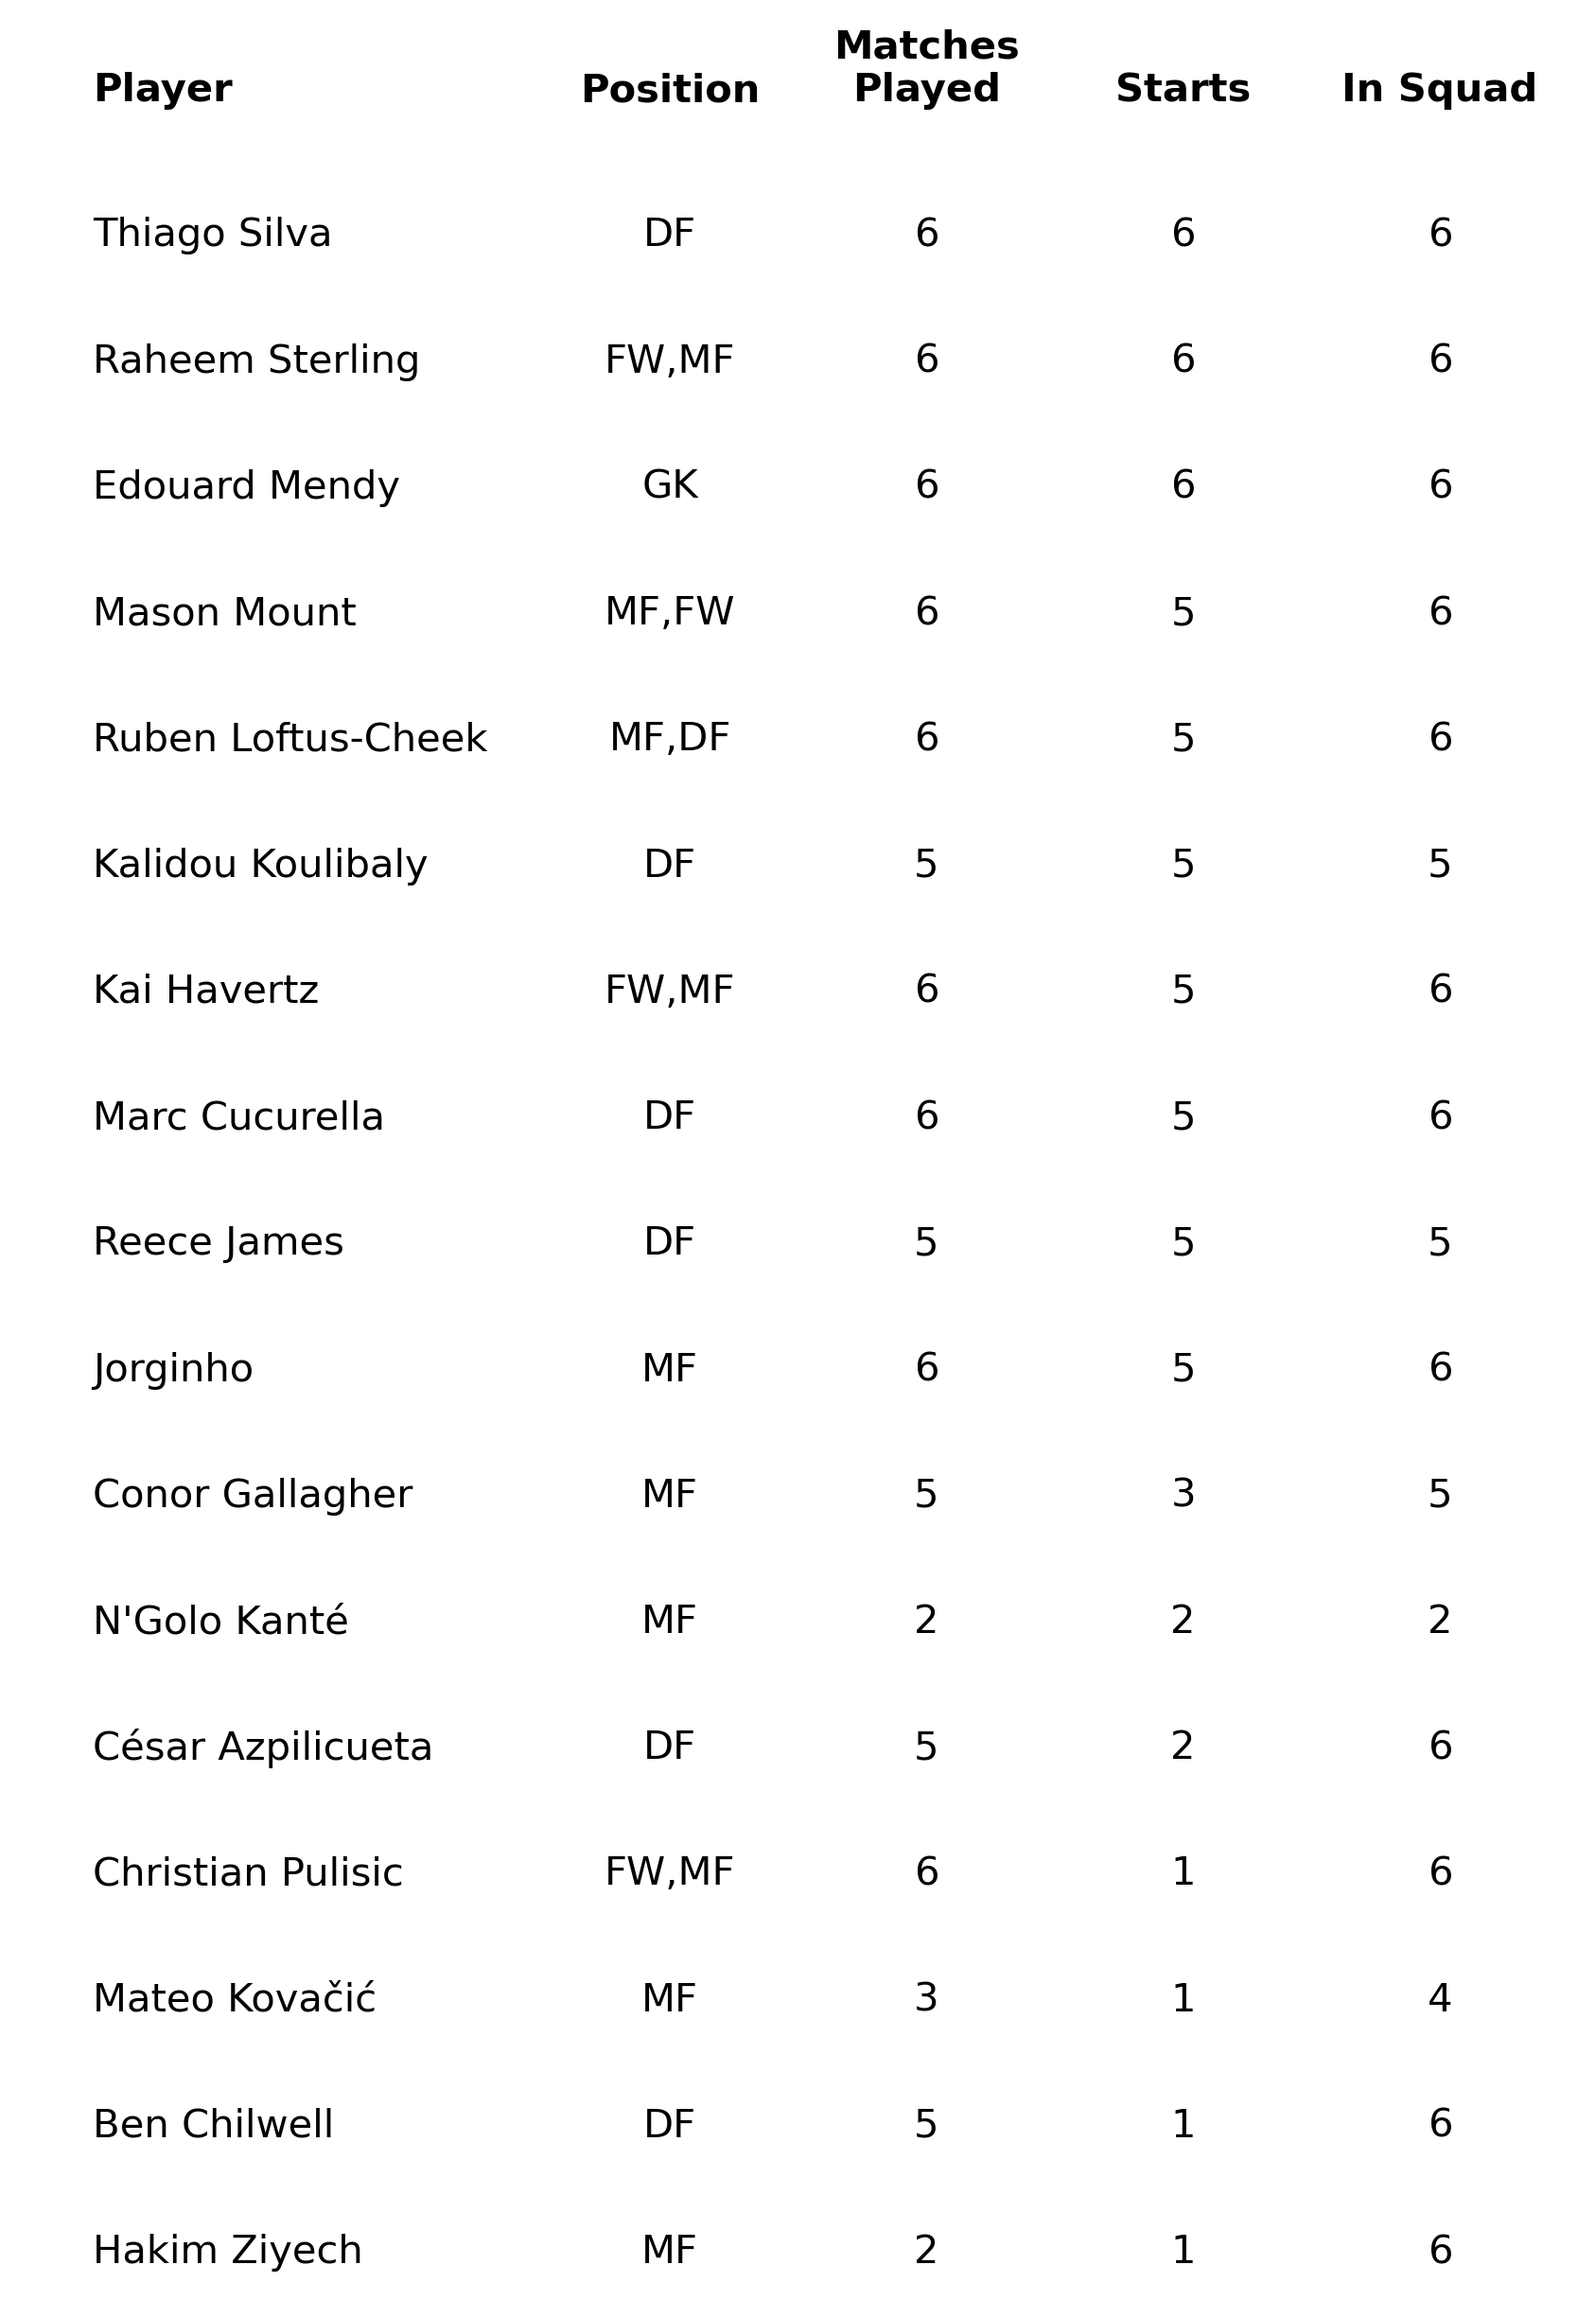 Player Position Matches Played Starts In Squad
Thiago Silva DF 6 6 6
Raheem Sterling FW,MF 6 6 6
Edouard Mendy GK 6 6 6
Mason Mount MF,FW 6 5 6
Ruben Loftus-Cheek MF,DF 6 5 6
Kalidou Koulibaly DF 5 5 5
Kai Havertz FW,MF 6 5 6
Marc Cucurella DF 6 5 6
Reece James DF 5 5 5
Jorginho MF 6 5 6
Conor Gallagher MF 5 3 5
N'Golo Kanté MF 2 2 2
César Azpilicueta DF 5 2 6
Christian Pulisic FW,MF 6 1 6
Mateo Kovačić MF 3 1 4
Ben Chilwell DF 5 1 6
Hakim Ziyech MF 2 1 6